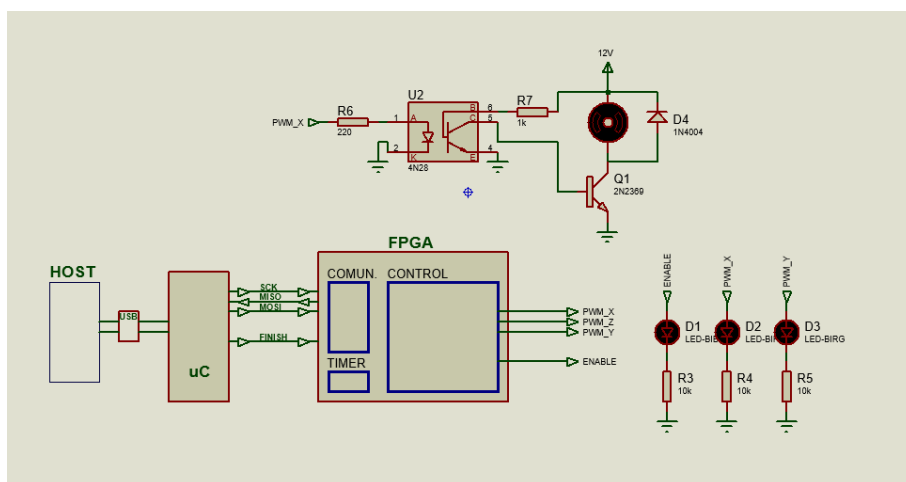 12V
U2
R6
PWM_X
220
1
A
2
K
B
6
C
5
E
4
4N28
R7
1k
D4
1N4004
Q1
2N2369
FPGA
HOST
USB
uC
SCK
MISO
MOSI
FINISH
COMUN.
CONTROL
TIMER
PWM_X
PWM_Z
PWM_Y
ENABLE
ENABLE
PWM_X
PWM_Y
D1
D2
D3
LED-BIRG
R3
R4
R5
10k
10k
10k